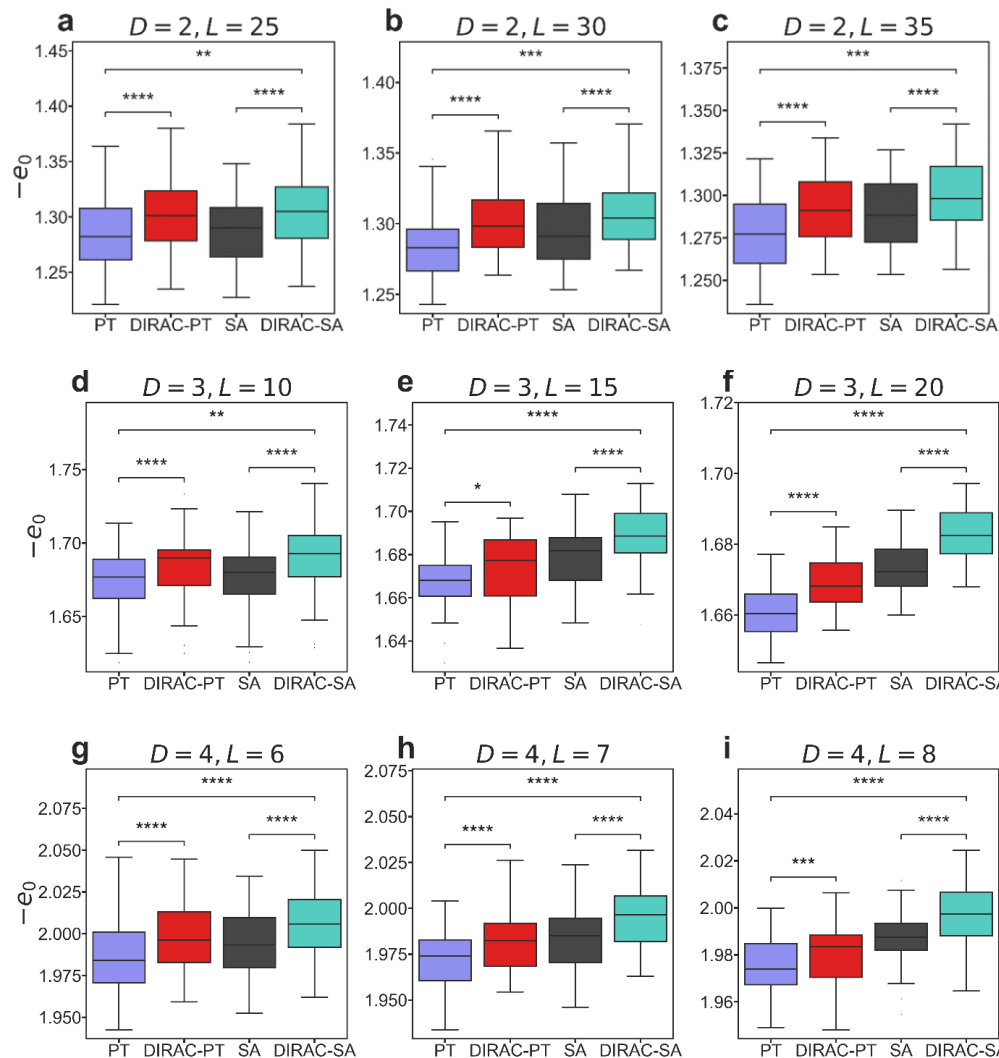 a
D = 2, L = 25
−e0
1.45
1.40
1.35
1.30
1.25
**
****
****
PT
DIRAC-PT
SA
DIRAC-SA
b
D = 2, L = 30
1.40
1.35
1.30
1.25
***
****
****
PT
DIRAC-PT
SA
DIRAC-SA
c
D = 2, L = 35
1.375
1.350
1.325
1.300
1.275
1.250
***
****
****
PT
DIRAC-PT
SA
DIRAC-SA
d
D = 3, L = 10
−e0
1.75
1.70
1.65
**
****
****
PT
DIRAC-PT
SA
DIRAC-SA
e
D = 3, L = 15
1.74
1.72
1.70
1.68
1.66
1.64
****
*
****
PT
DIRAC-PT
SA
DIRAC-SA
f
D = 3, L = 20
1.72
1.70
1.68
1.66
****
****
****
PT
DIRAC-PT
SA
DIRAC-SA
g
D = 4, L = 6
−e0
2.075
2.050
2.025
2.000
1.975
1.950
****
****
****
PT
DIRAC-PT
SA
DIRAC-SA
h
D = 4, L = 7
2.075
2.050
2.025
2.000
1.975
1.950
****
****
****
PT
DIRAC-PT
SA
DIRAC-SA
i
D = 4, L = 8
2.04
2.02
2.00
1.98
1.96
****
***
****
PT
DIRAC-PT
SA
DIRAC-SA